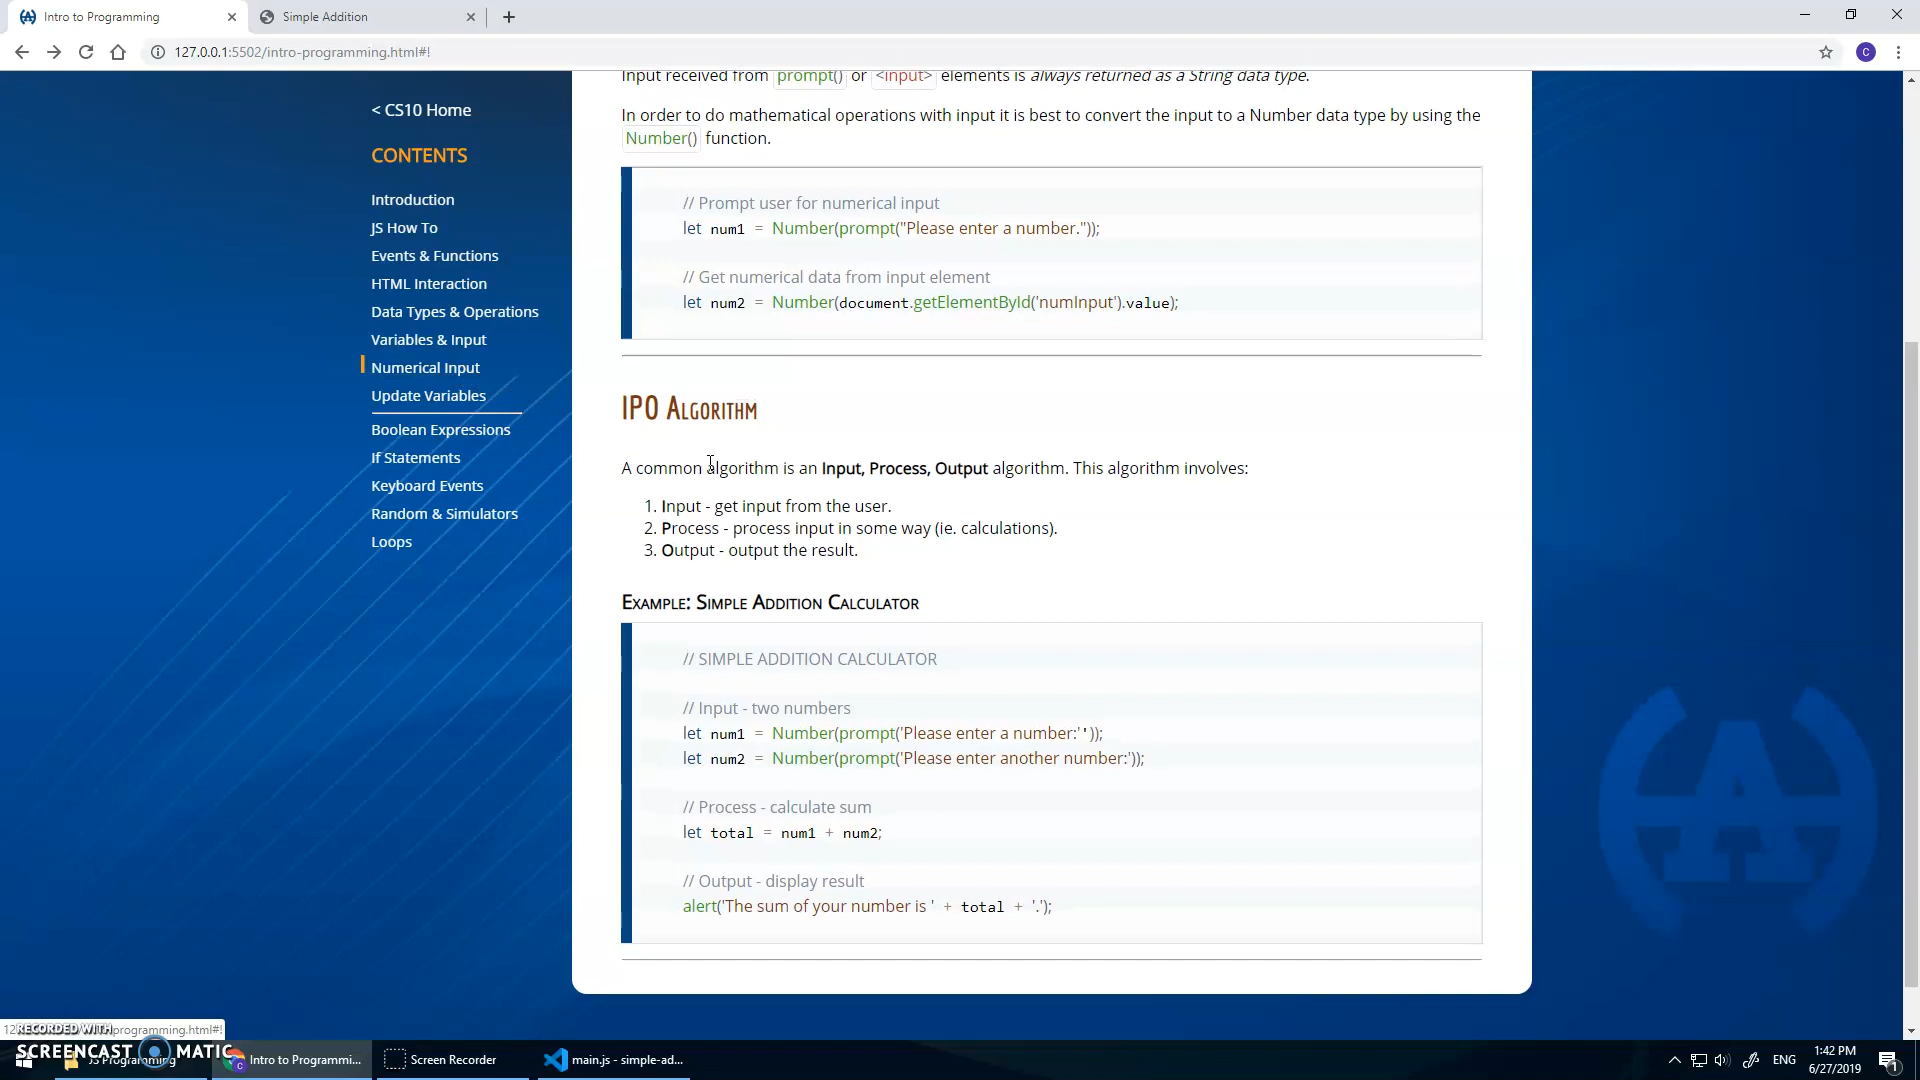 Intro to Programming
Simple Addition
127.0.0.1:5502/intro-programming.html#!
C
< CS10 Home
CONTENTS
Introduction
JS How To
Events & Functions
HTML Interaction
Data Types & Operations
Variables & Input
Numerical Input
Update Variables
Boolean Expressions
If Statements
Keyboard Events
Random & Simulators
Loops
Input received from prompt() or <input> elements is always returned as a String data type.
In order to do mathematical operations with input it is best to convert the input to a Number data type by using the
Number() function.
// Prompt user for numerical input
let num1 = Number(prompt("Please enter a number."));
// Get numerical data from input element
let num2 = Number(document.getElementById('numInput').value);
IPO Algorithm
A common algorithm is an Input, Process, Output algorithm. This algorithm involves:
1. Input - get input from the user.
2. Process - process input in some way (ie. calculations).
3. Output - output the result.
Example: Simple Addition Calculator
// SIMPLE ADDITION CALCULATOR
// Input - two numbers
let num1 = Number(prompt('Please enter a number:''));
let num2 = Number(prompt('Please enter another number:'));
// Process - calculate sum
let total = num1 + num2;
// Output - display result
alert('The sum of your number is ' + total + '.');
programming.html#!
RECORDED WITH
SCREENCAST MATIC
JS Programming
C
Intro to Programmi...
Screen Recorder
main.js - simple-ad...
ENG
1:42 PM
6/27/2019
1